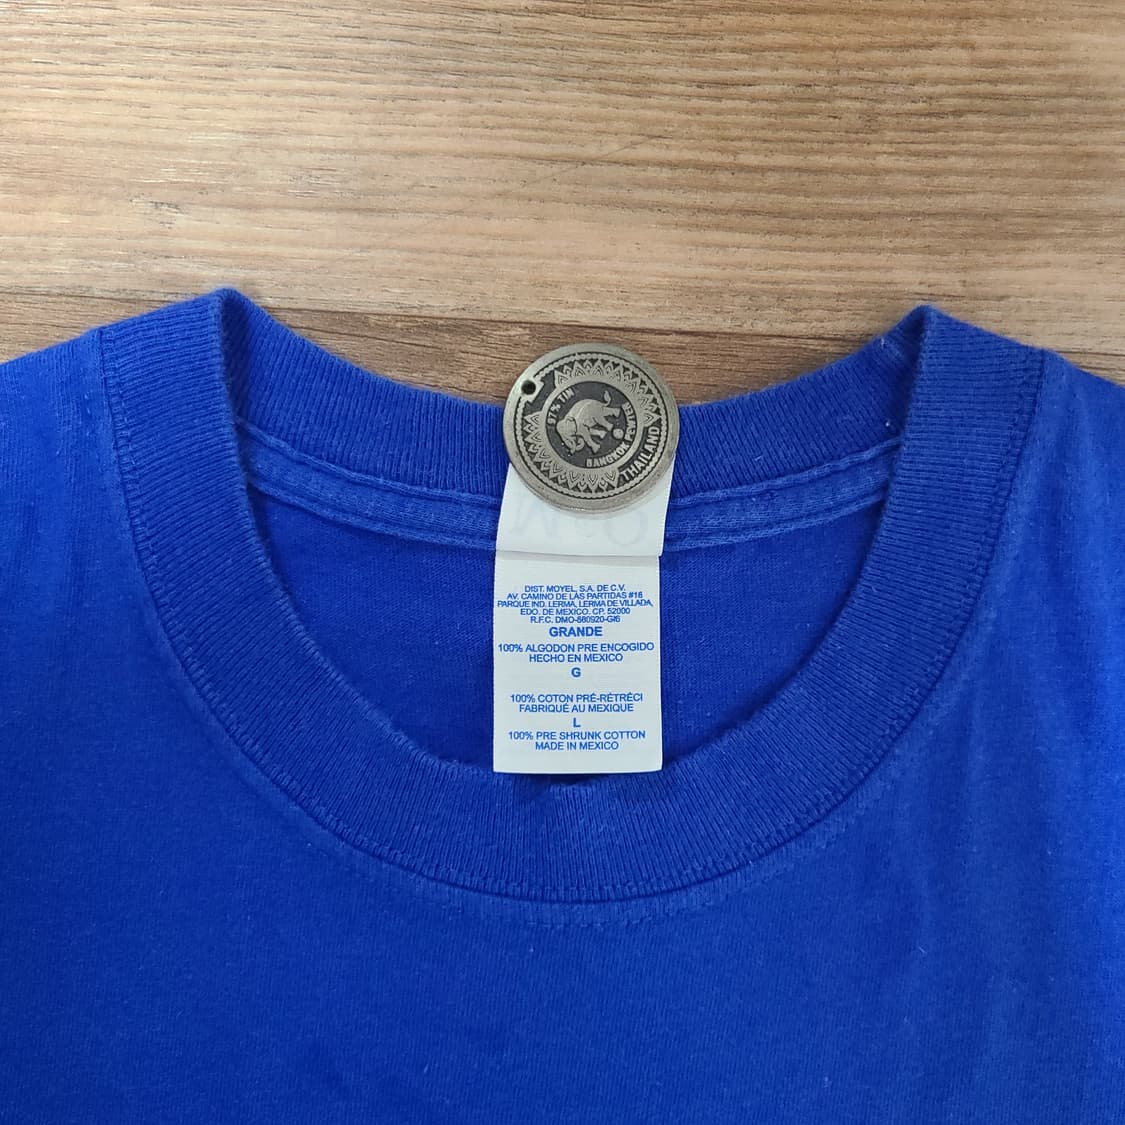 97% TIN
BANGKOK PEWTER
THAILAND
DIST. MOYEL, S.A. DE C.V.
AV. CAMINO DE LAS PARTIDAS #16
PARQUE IND. LERMA, LERMA DE VILLADA,
EDO. DE MEXICO. CP. 52000
R.F.C. DMO-880920-GI6
GRANDE
100% ALGODON PRE ENCOGIDO
HECHO EN MEXICO
G
100% COTON PRÉ-RÉTRÉCI
FABRIQUÉ AU MEXIQUE
L
100% PRE SHRUNK COTTON
MADE IN MEXICO